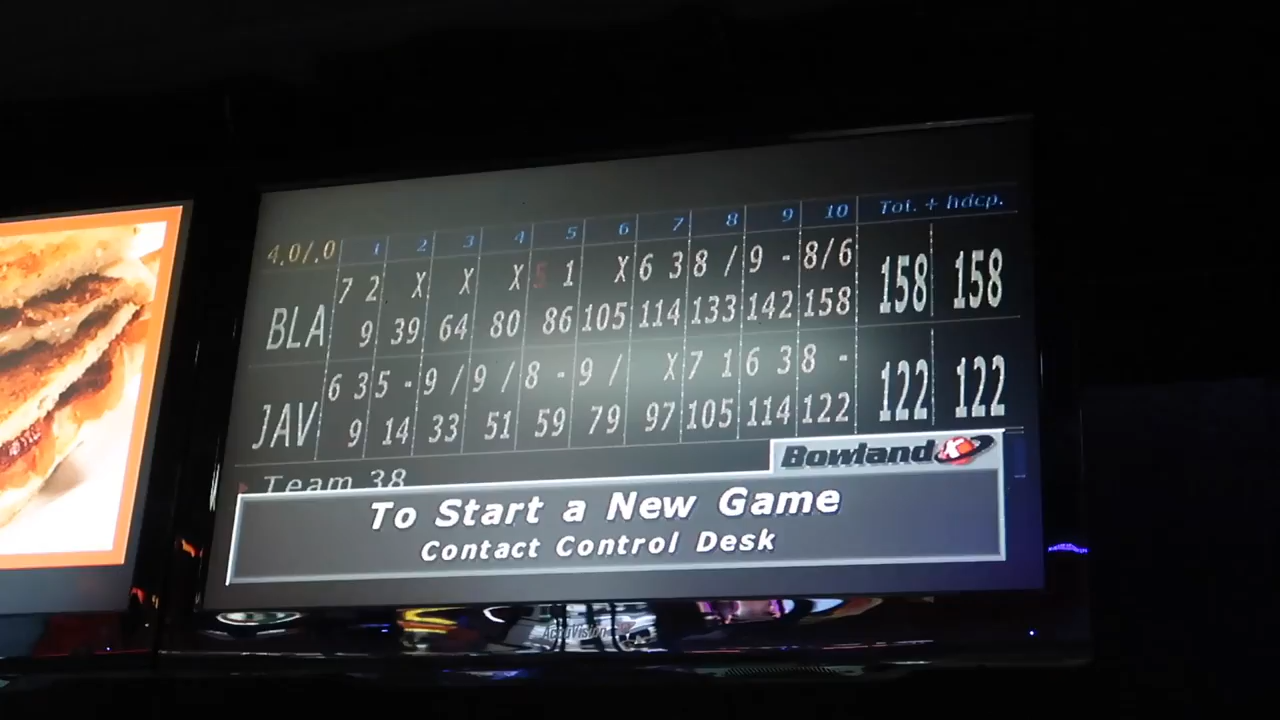 4.0/.0 1 2 3 4 5 6 7 8 9 10 Tot. + hdcp.
7 2 X X X 5 1 X 6 3 8 / 9 - 8/6
BLA 9 39 64 80 86 105 114 133 142 158 158 158
6 3 5 - 9 / 9 / 8 - 9 / X 7 1 6 3 8 -
JAV 9 14 33 51 59 79 97 105 114 122 122 122
Team 38
Bowland
To Start a New Game
Contact Control Desk
AccuVision